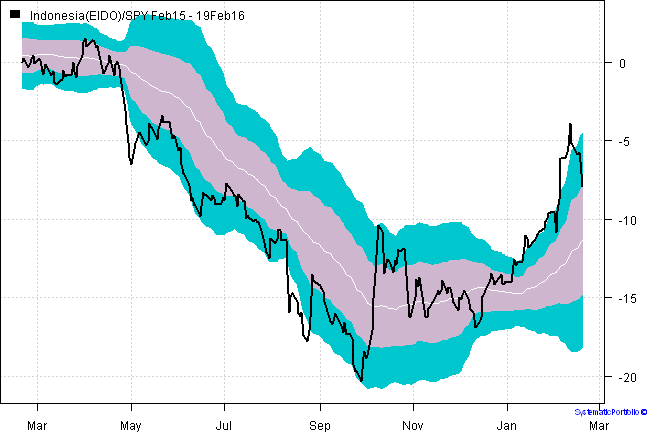 Indonesia(EIDO)/SPY Feb15 - 19Feb16
0
-5
-10
-15
-20
Mar May Jul Sep Nov Jan Mar
SystematicPortfolio ©